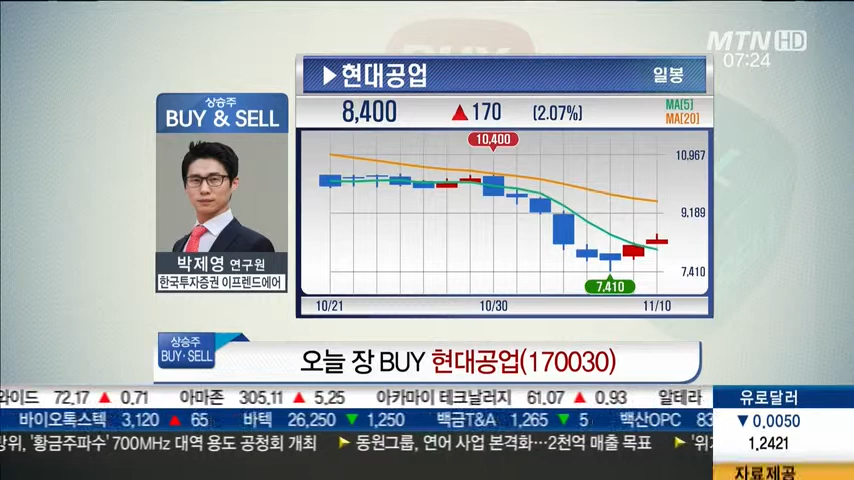 MTN HD
07:24
▶현대공업 일봉
8,400 ▲170 (2.07%)
MA[5]
MA[20]
상승주
BUY & SELL
박제영 연구원
한국투자증권 이프렌드에어
10,400
10,967
9,189
7,410
7,410
10/21 10/30 11/10
상승주
BUY·SELL
오늘 장 BUY 현대공업(170030)
와이드 72.17 ▲ 0.71 아마존 305.11 ▲ 5.25 아카마이 테크날러지 61.07 ▲ 0.93 알테라
바이오톡스텍 3,120 ▲ 65 바텍 26,250 ▼ 1,250 백금T&A 1,265 ▼ 5 백산OPC 83
방위, '황금주파수' 700MHz 대역 용도 공청회 개최 ▶ 동원그룹, 연어 사업 본격화…2천억 매출 목표 ▶ '위
유로달러
▼0.0050
1.2421
자료제공